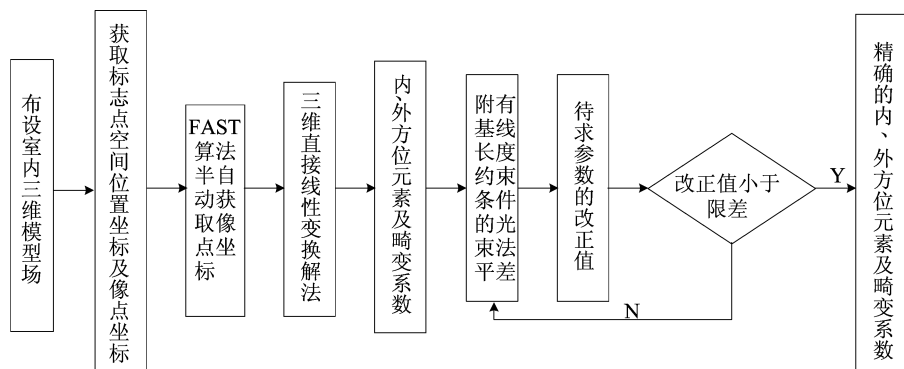 布设室内三维模型场
获取标志点空间位置坐标及像点坐标
FAST
算法
半自
动获
取像
点坐
标
三维直接线性变换解法
内、外方位元素及畸变系数
附有
基线
长度
约束
条件
的光
束法
平差
待求参数的改正值
改正值小于
限差
Y
N
精确的内、外方位元素及畸变系数